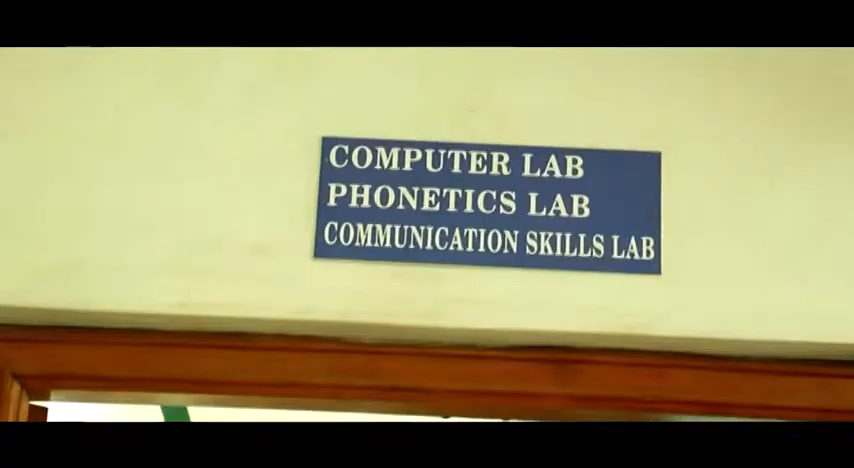 COMPUTER LAB
PHONETICS LAB
COMMUNICATION SKILLS LAB